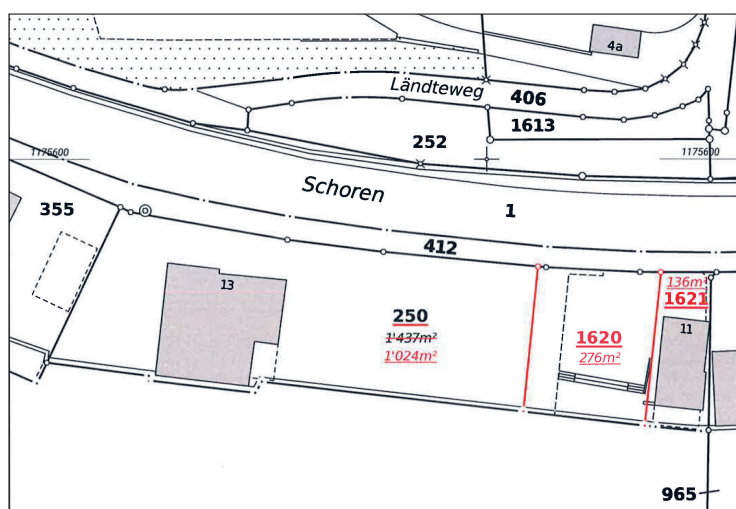 4a
Ländteweg
406
1613
252
1175600
1175600
Schoren
355
1
412
13
136m²
1621
250
1'437m²
1'024m²
1620
276m²
11
965